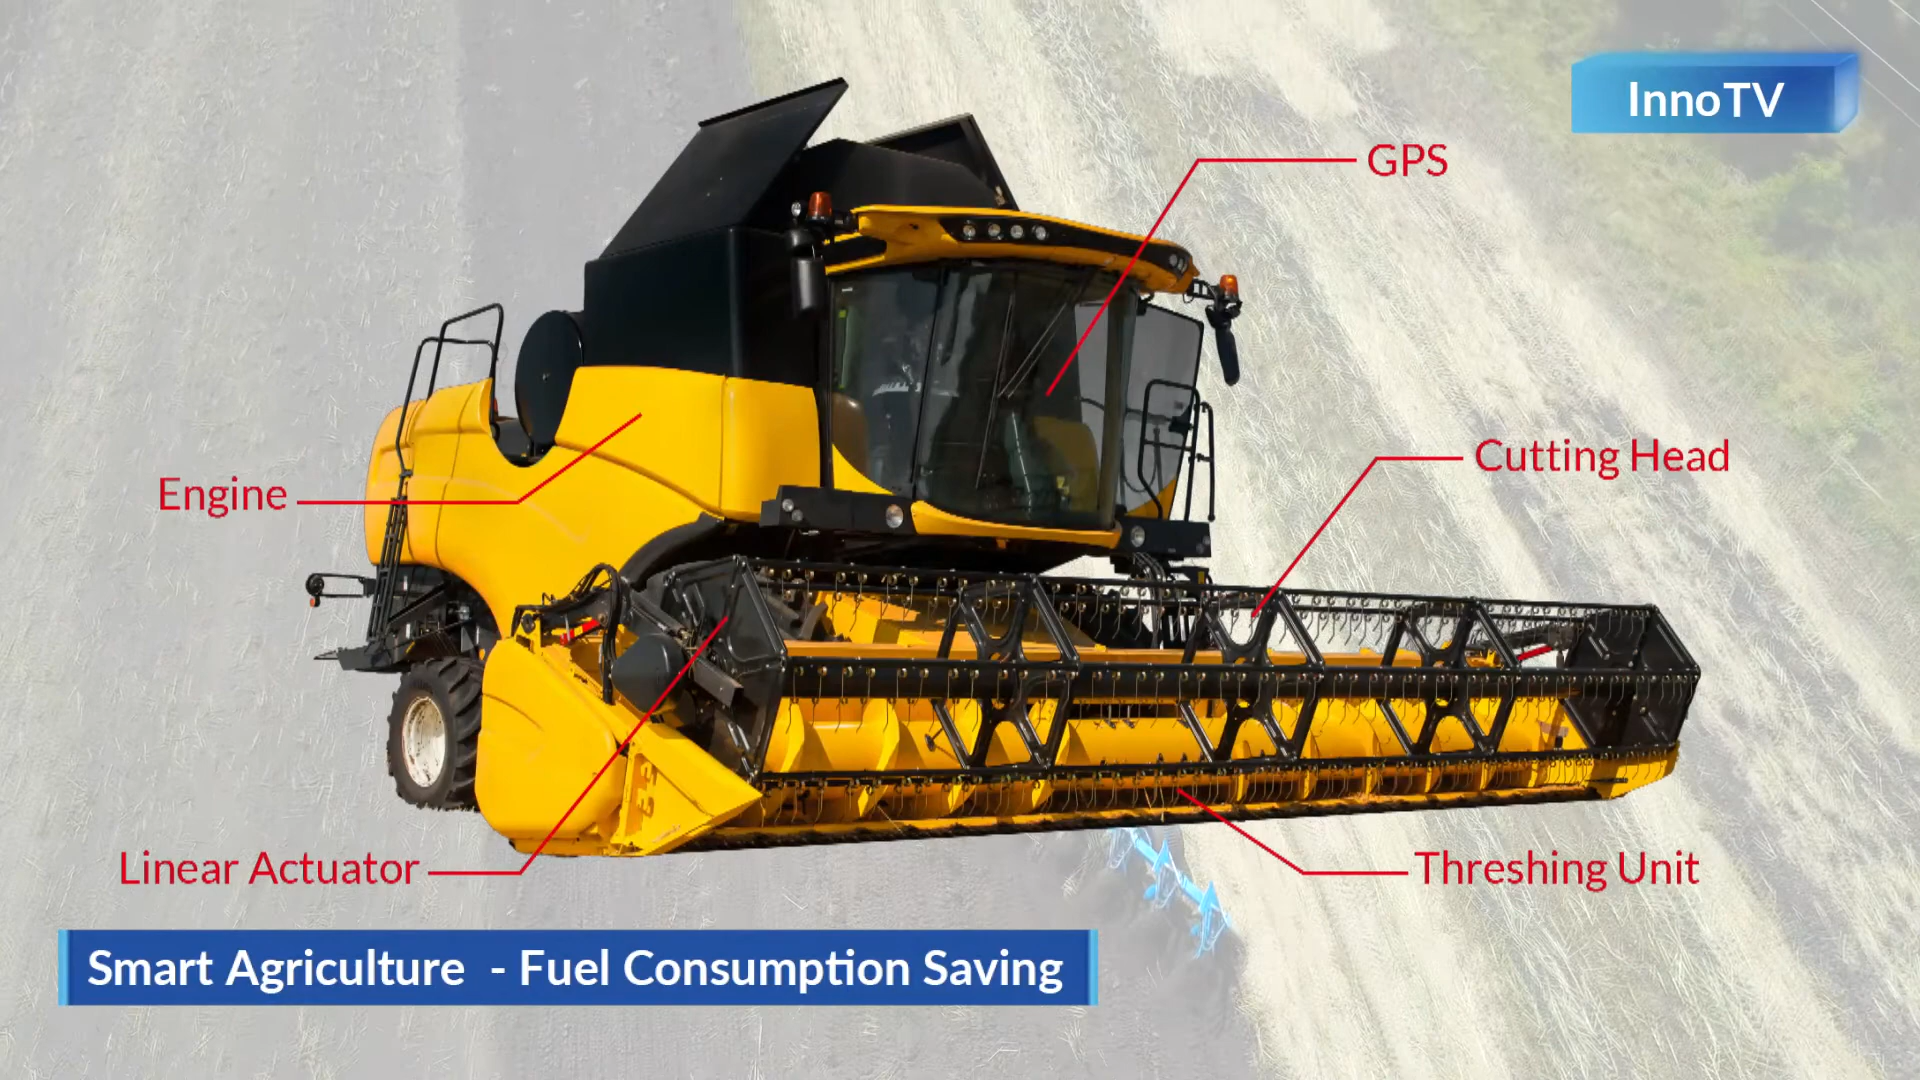 InnoTV
GPS
Cutting Head
Engine
Linear Actuator
Threshing Unit
Smart Agriculture - Fuel Consumption Saving